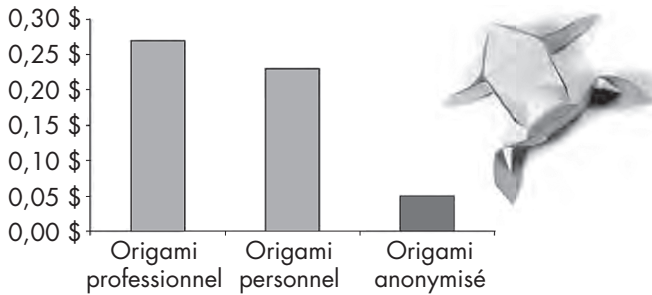 0,30 $
0,25 $
0,20 $
0,15 $
0,10 $
0,05 $
0,00 $
Origami professionnel
Origami personnel
Origami anonymisé